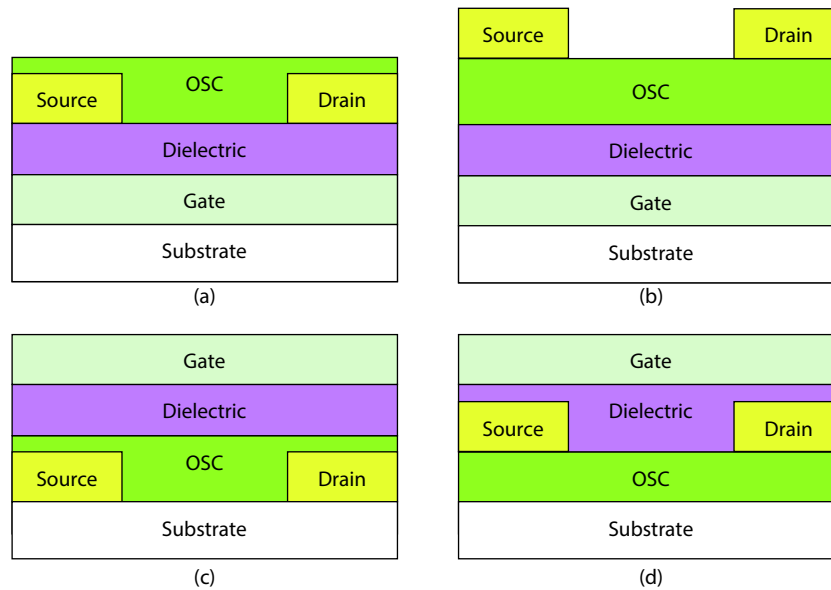 OSC
Source
Drain
Dielectric
Gate
Substrate
(a)
Source
Drain
OSC
Dielectric
Gate
Substrate
(b)
Gate
Dielectric
OSC
Source
Drain
Substrate
(c)
Gate
Dielectric
Source
Drain
OSC
Substrate
(d)